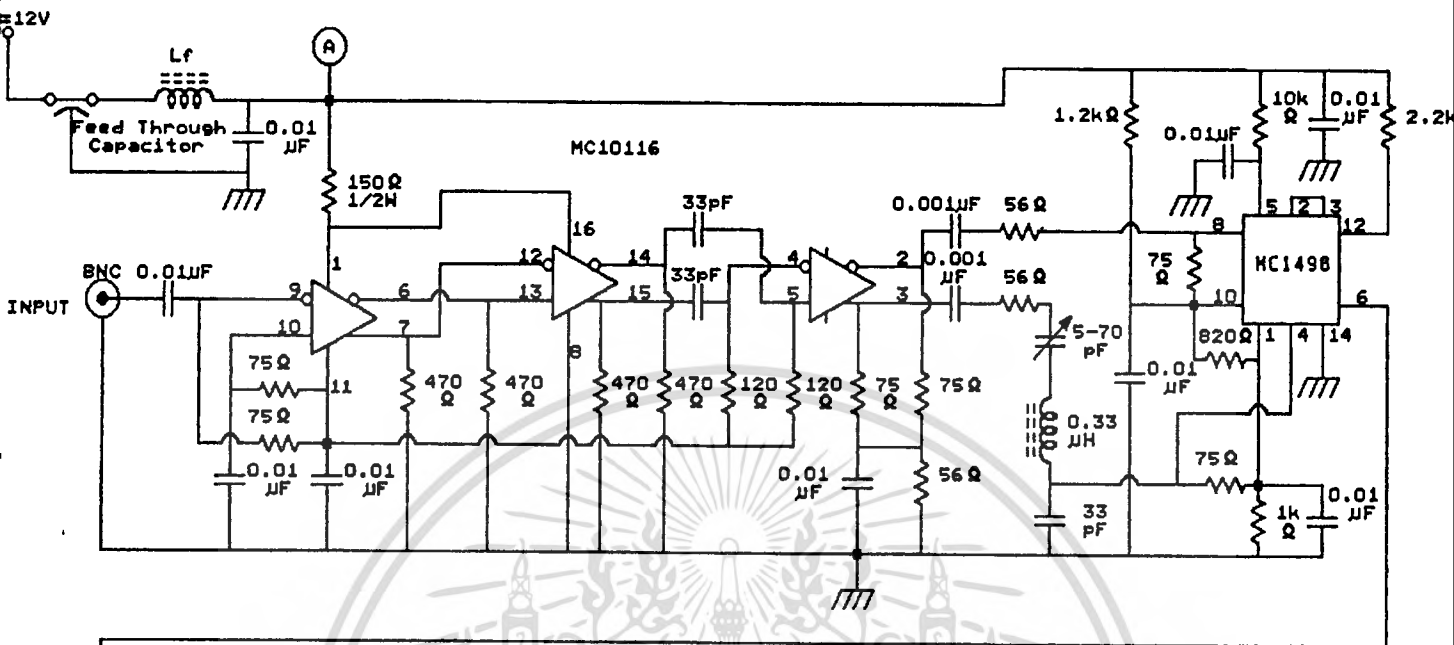 =12V
Lf
A
Feed Through
Capacitor
0.01
µF
MC10116
150Ω
1/2W
1.2kΩ
0.01µF
10k
Ω
0.01
µF
2.2k
BNC
0.01µF
INPUT
9
10
1
6
7
11
75Ω
75Ω
0.01
µF
0.01
µF
12
13
16
14
15
8
33pF
33pF
470
Ω
470
Ω
470
Ω
470
Ω
120
Ω
120
Ω
75
Ω
75Ω
56Ω
0.01
µF
4
5
2
3
0.001µF
56Ω
0.001
µF
56Ω
5-70
pF
0.33
µH
33
pF
0.01
µF
75
Ω
820Ω
75Ω
1k
Ω
0.01
µF
5
2
3
8
12
MC1498
10
6
1
4
14